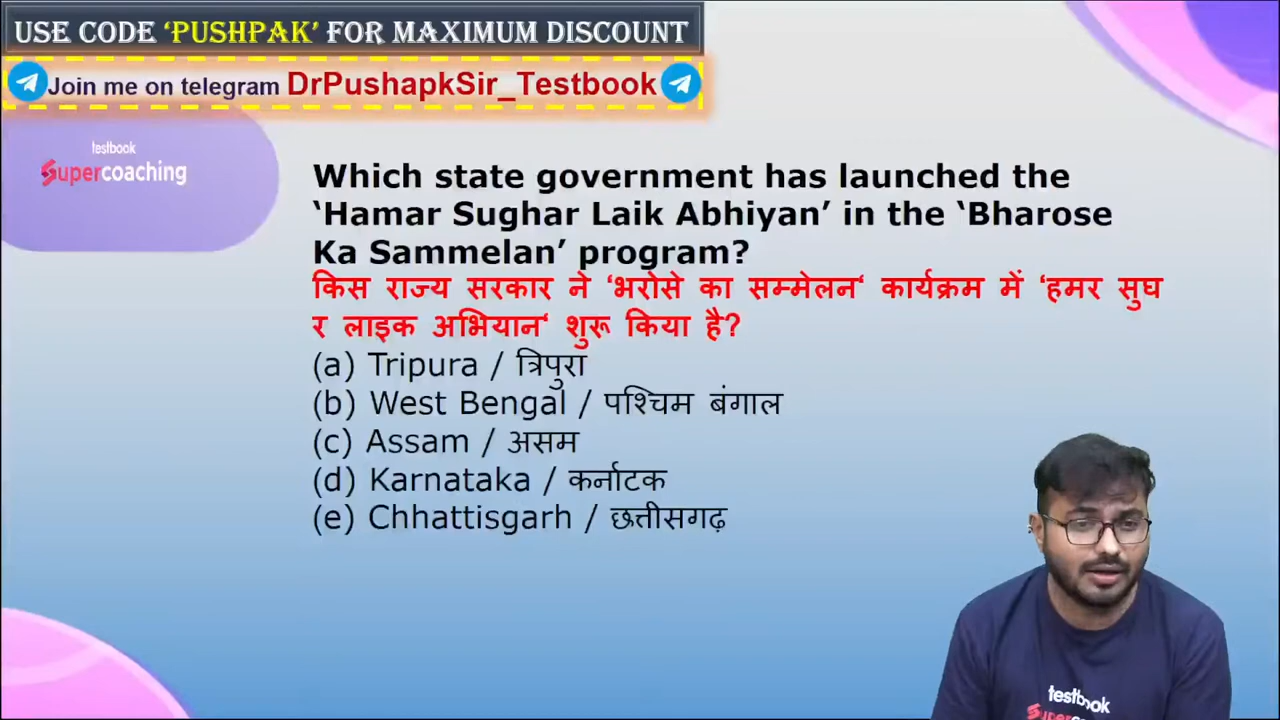 USE CODE ‘PUSHPAK’ FOR MAXIMUM DISCOUNT
Join me on telegram DrPushapkSir_Testbook
testbook
Supercoaching
Which state government has launched the
‘Hamar Sughar Laik Abhiyan’ in the ‘Bharose
Ka Sammelan’ program?
किस राज्य सरकार ने ‘भरोसे का सम्मेलन‘ कार्यक्रम में ‘हमर सुघ
र लाइक अभियान‘ शुरू किया है?
(a) Tripura / त्रिपुरा
(b) West Bengal / पश्चिम बंगाल
(c) Assam / असम
(d) Karnataka / कर्नाटक
(e) Chhattisgarh / छत्तीसगढ़
testbook